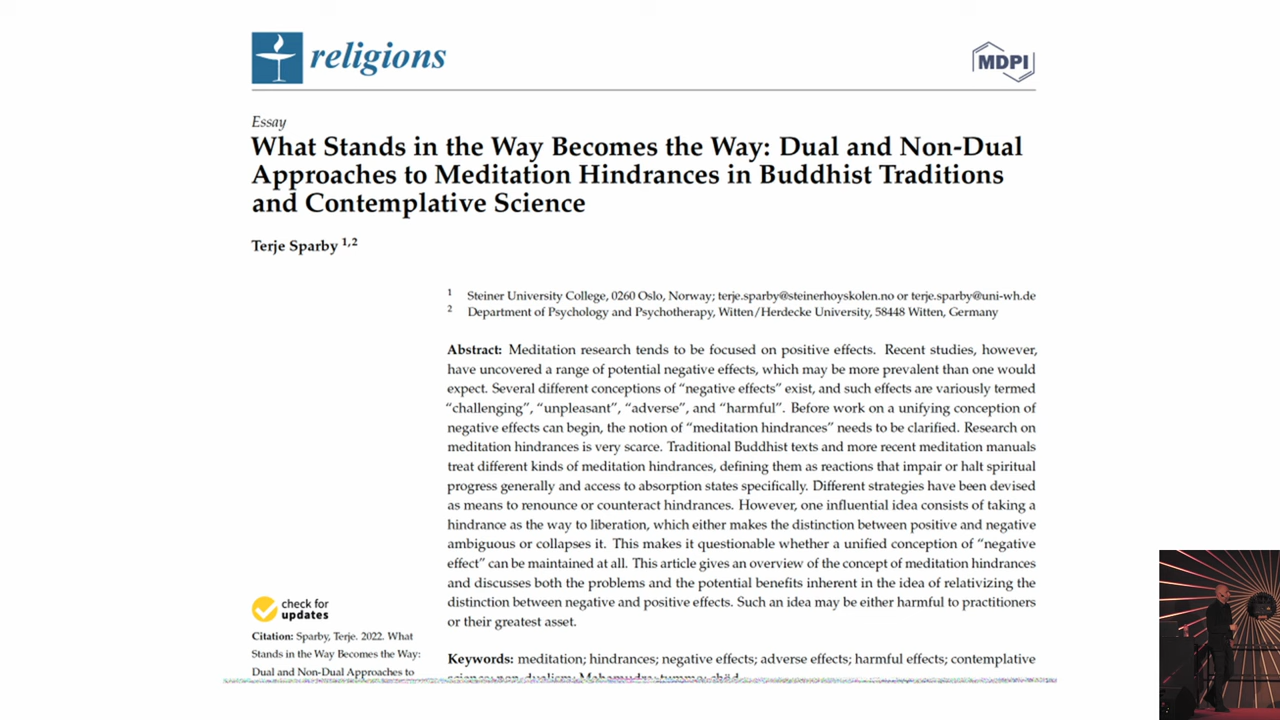 religions
MDPI
Essay
What Stands in the Way Becomes the Way: Dual and Non-Dual
Approaches to Meditation Hindrances in Buddhist Traditions
and Contemplative Science
Terje Sparby 1,2
1 Steiner University College, 0260 Oslo, Norway; terje.sparby@steinerhoyskolen.no or terje.sparby@uni-wh.de
2 Department of Psychology and Psychotherapy, Witten/Herdecke University, 58448 Witten, Germany
Abstract: Meditation research tends to be focused on positive effects. Recent studies, however,
have uncovered a range of potential negative effects, which may be more prevalent than one would
expect. Several different conceptions of “negative effects” exist, and such effects are variously termed
“challenging”, “unpleasant”, “adverse”, and “harmful”. Before work on a unifying conception of
negative effects can begin, the notion of “meditation hindrances” needs to be clarified. Research on
meditation hindrances is very scarce. Traditional Buddhist texts and more recent meditation manuals
treat different kinds of meditation hindrances, defining them as reactions that impair or halt spiritual
progress generally and access to absorption states specifically. Different strategies have been devised
as means to renounce or counteract hindrances. However, one influential idea consists of taking a
hindrance as the way to liberation, which either makes the distinction between positive and negative
ambiguous or collapses it. This makes it questionable whether a unified conception of “negative
effect” can be maintained at all. This article gives an overview of the concept of meditation hindrances
and discusses both the problems and the potential benefits inherent in the idea of relativizing the
distinction between negative and positive effects. Such an idea may be either harmful to practitioners
or their greatest asset.
Keywords: meditation; hindrances; negative effects; adverse effects; harmful effects; contemplative
science; non-dualism; Mahamudra; tummo; chöd
check for
updates
Citation: Sparby, Terje. 2022. What
Stands in the Way Becomes the Way:
Dual and Non-Dual Approaches to